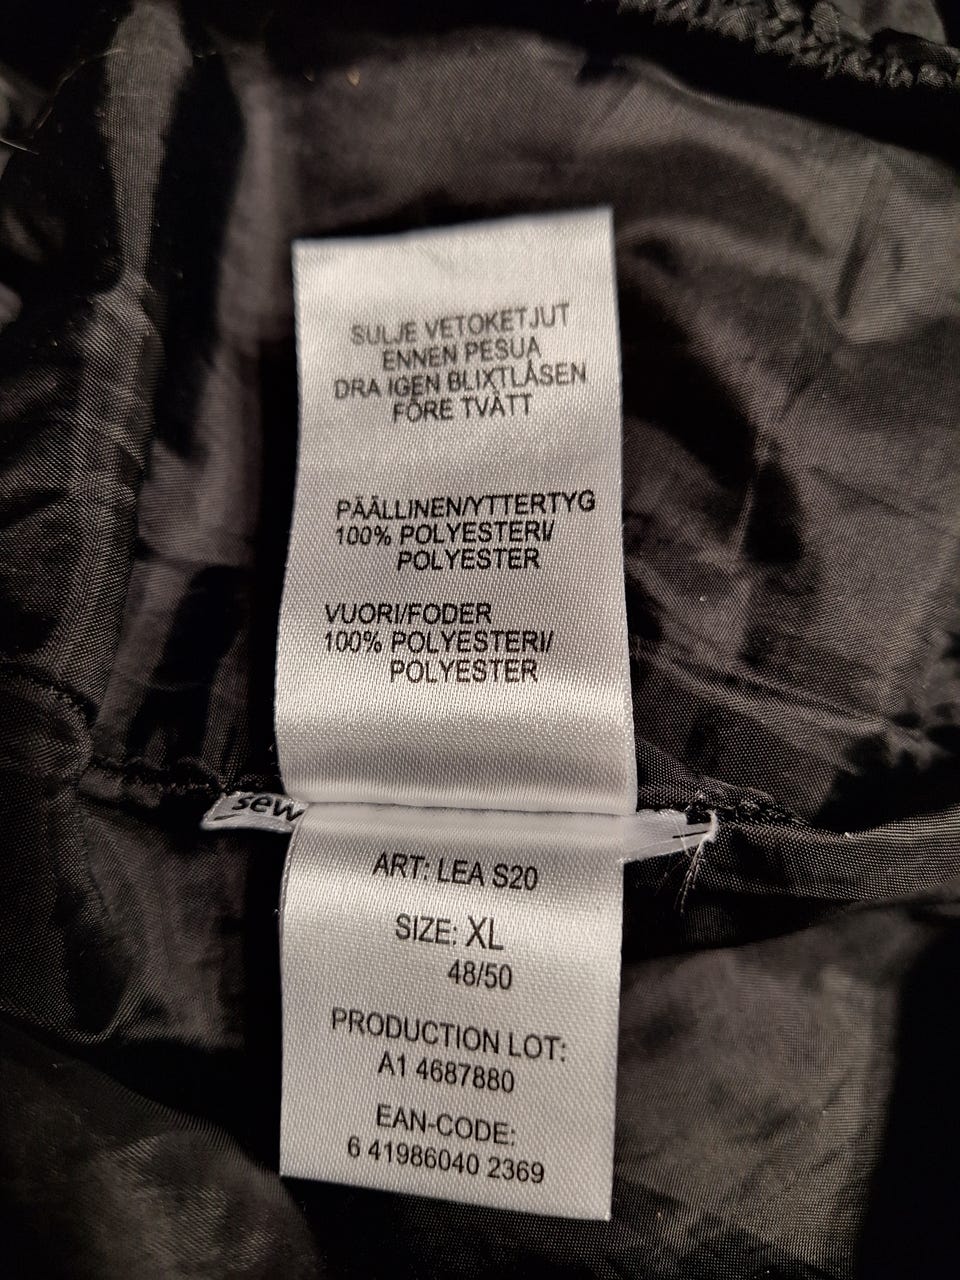 SULJE VETOKETJUT
ENNEN PESUA
DRA IGEN BLIXTLÅSEN
FÖRE TVÄTT
PÄÄLLINEN/YTTERTYG
100% POLYESTERI/
POLYESTER
VUORI/FODER
100% POLYESTERI/
POLYESTER
sew
ART: LEA S20
SIZE: XL
48/50
PRODUCTION LOT:
A1 4687880
EAN-CODE:
6 41986040 2369